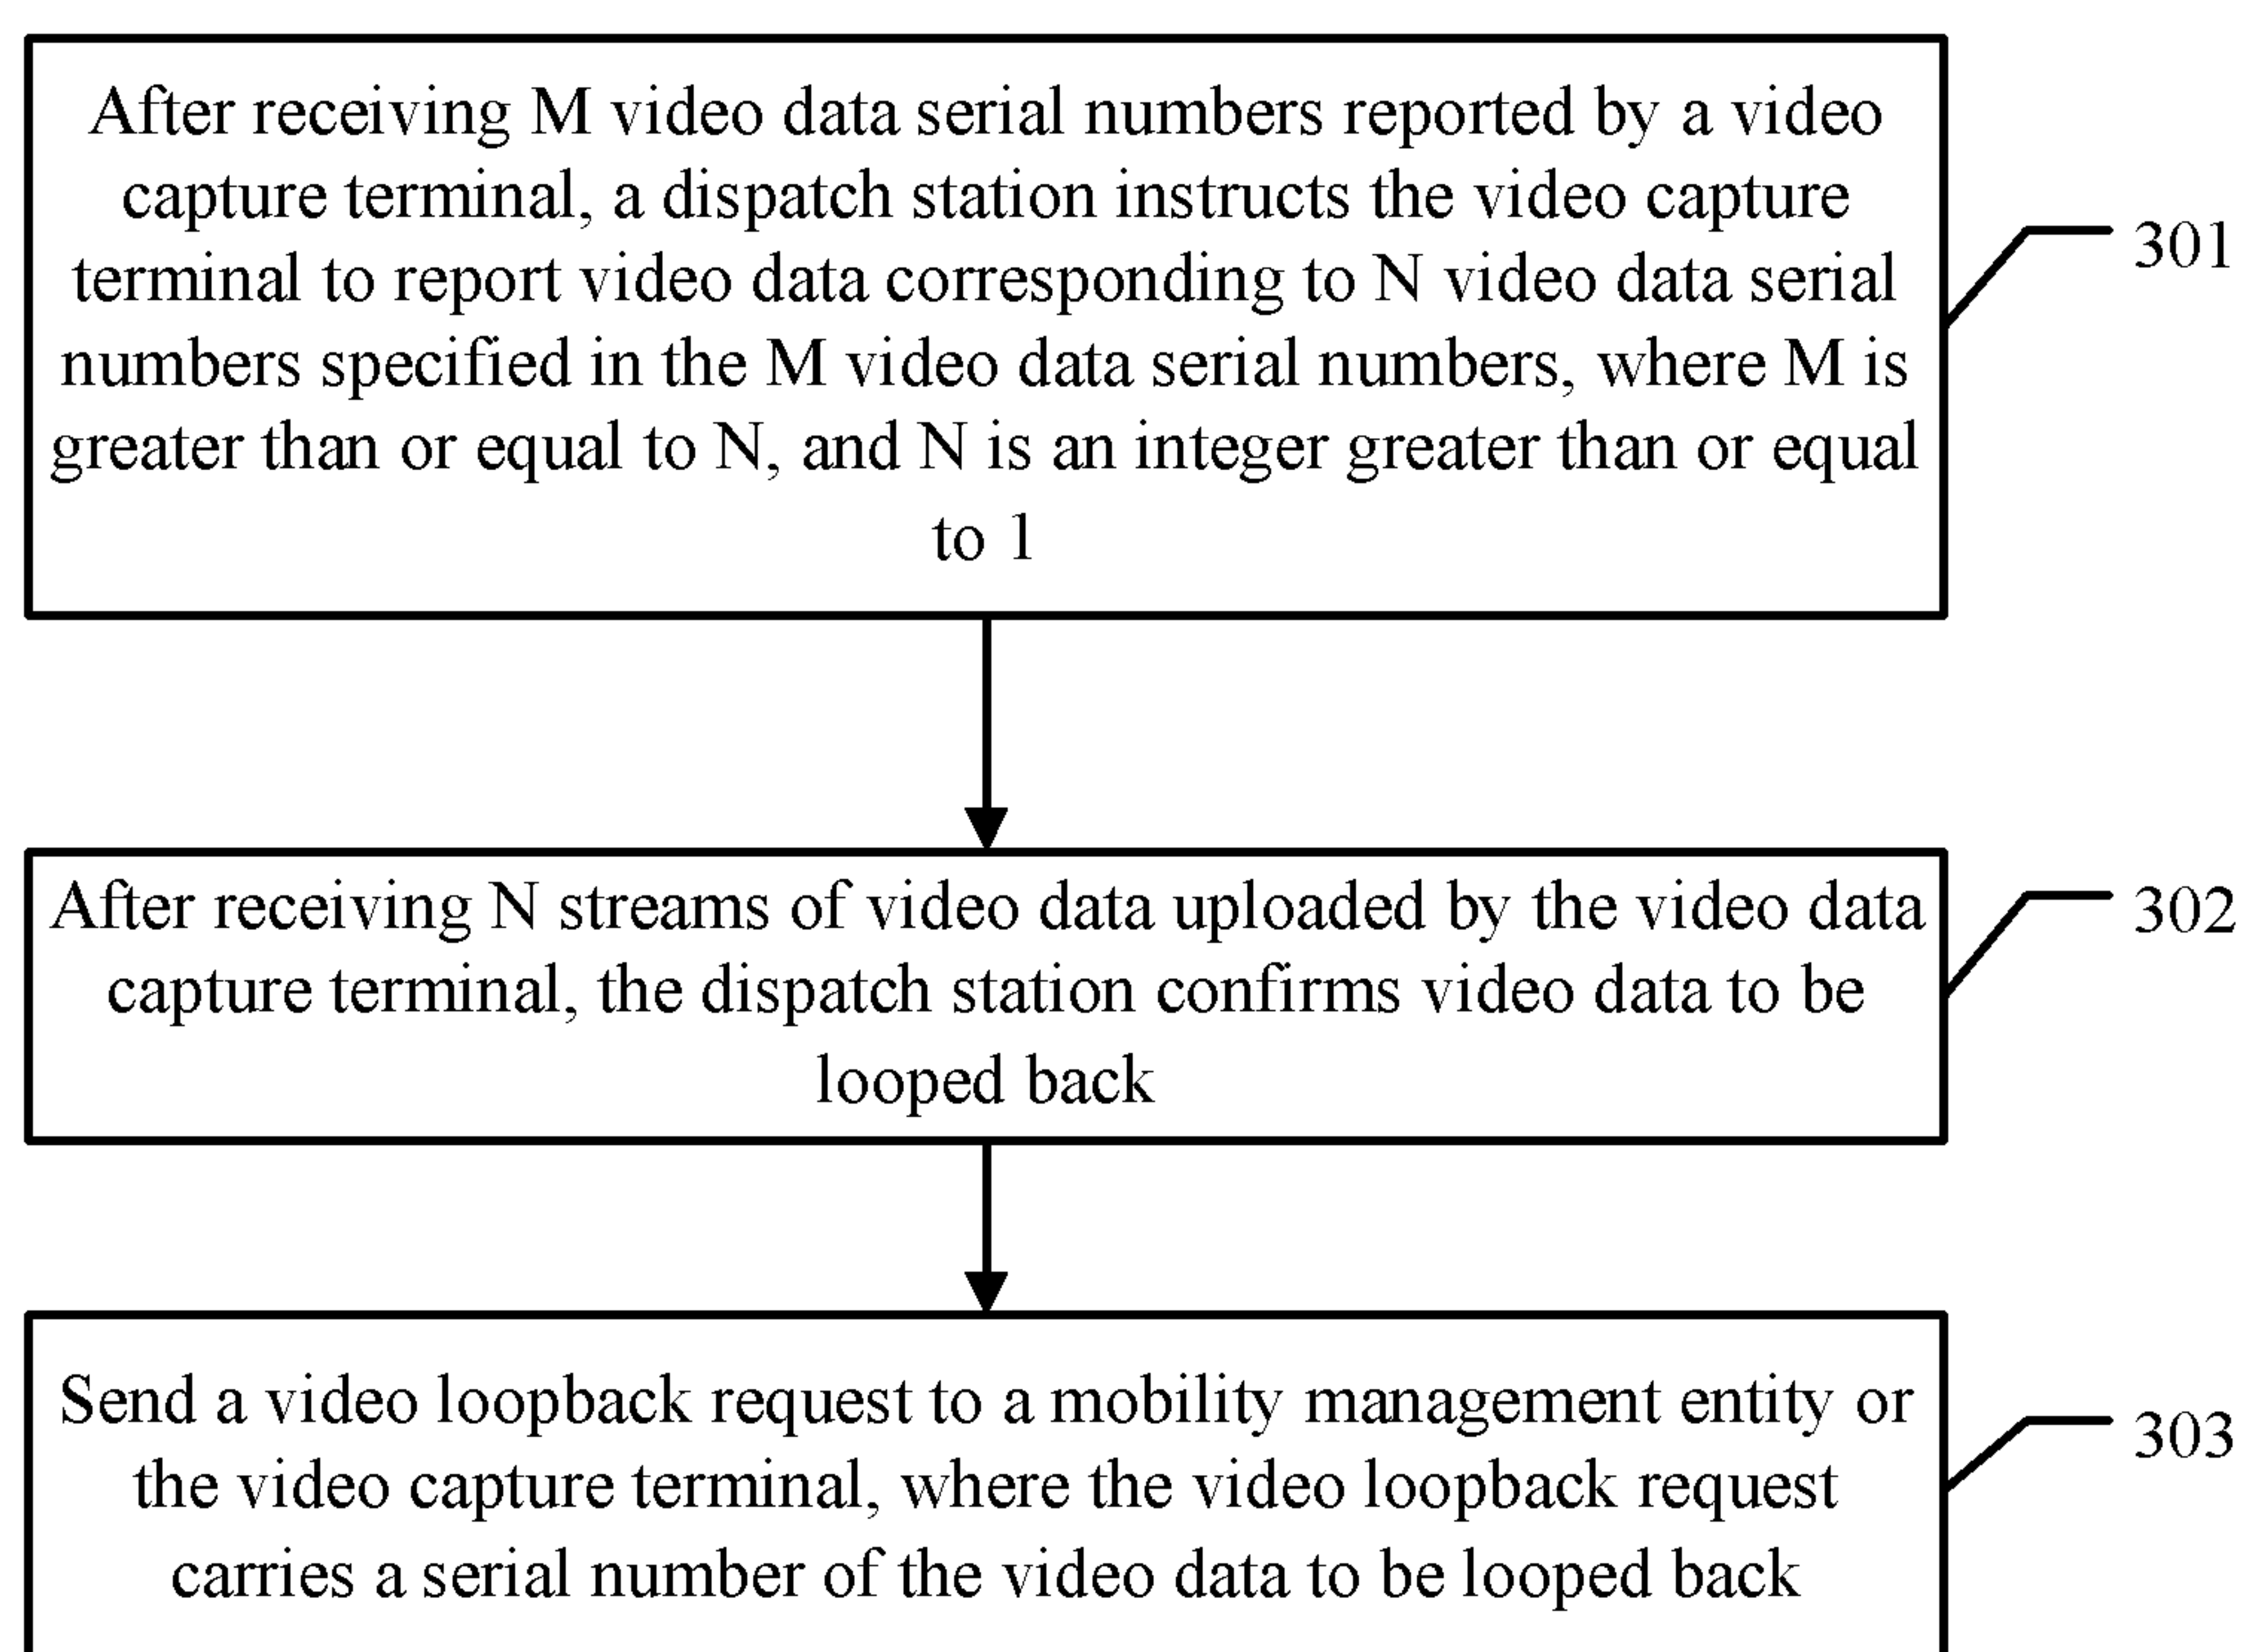 After receiving M video data serial numbers reported by a video
capture terminal, a dispatch station instructs the video capture
terminal to report video data corresponding to N video data serial
numbers specified in the M video data serial numbers, where M is
greater than or equal to N, and N is an integer greater than or equal
to 1
301
After receiving N streams of video data uploaded by the video data
capture terminal, the dispatch station confirms video data to be
looped back
302
Send a video loopback request to a mobility management entity or
the video capture terminal, where the video loopback request
carries a serial number of the video data to be looped back
303